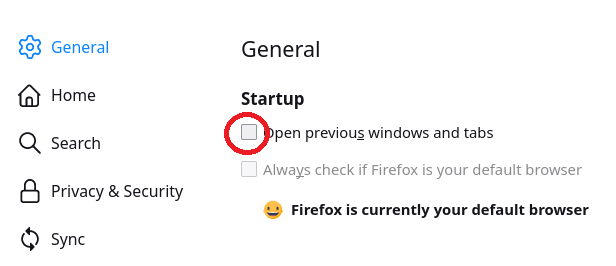 General
Home
Search
Privacy & Security
Sync
General
Startup
Open previous windows and tabs
Always check if Firefox is your default browser
Firefox is currently your default browser